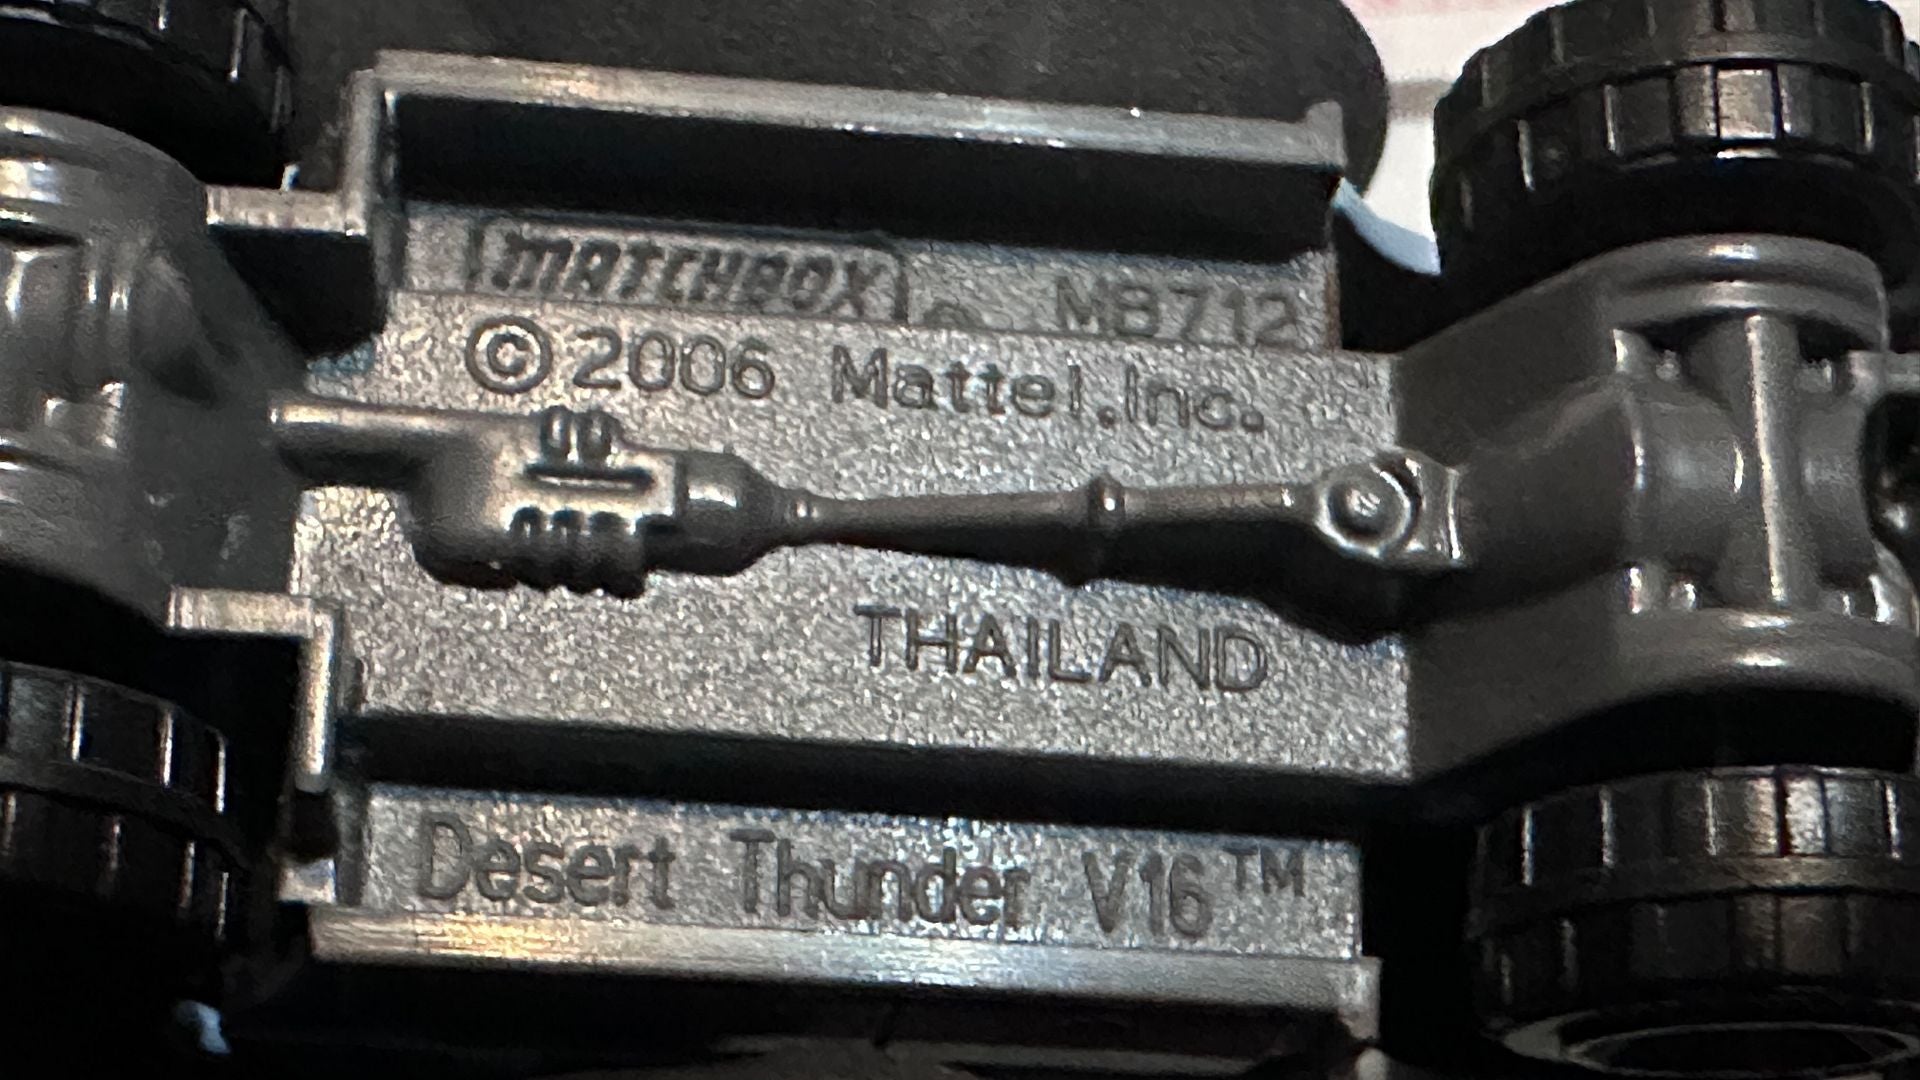 MATCHBOX ® MB712
©2006 Mattel,Inc.
THAILAND
Desert Thunder V16™